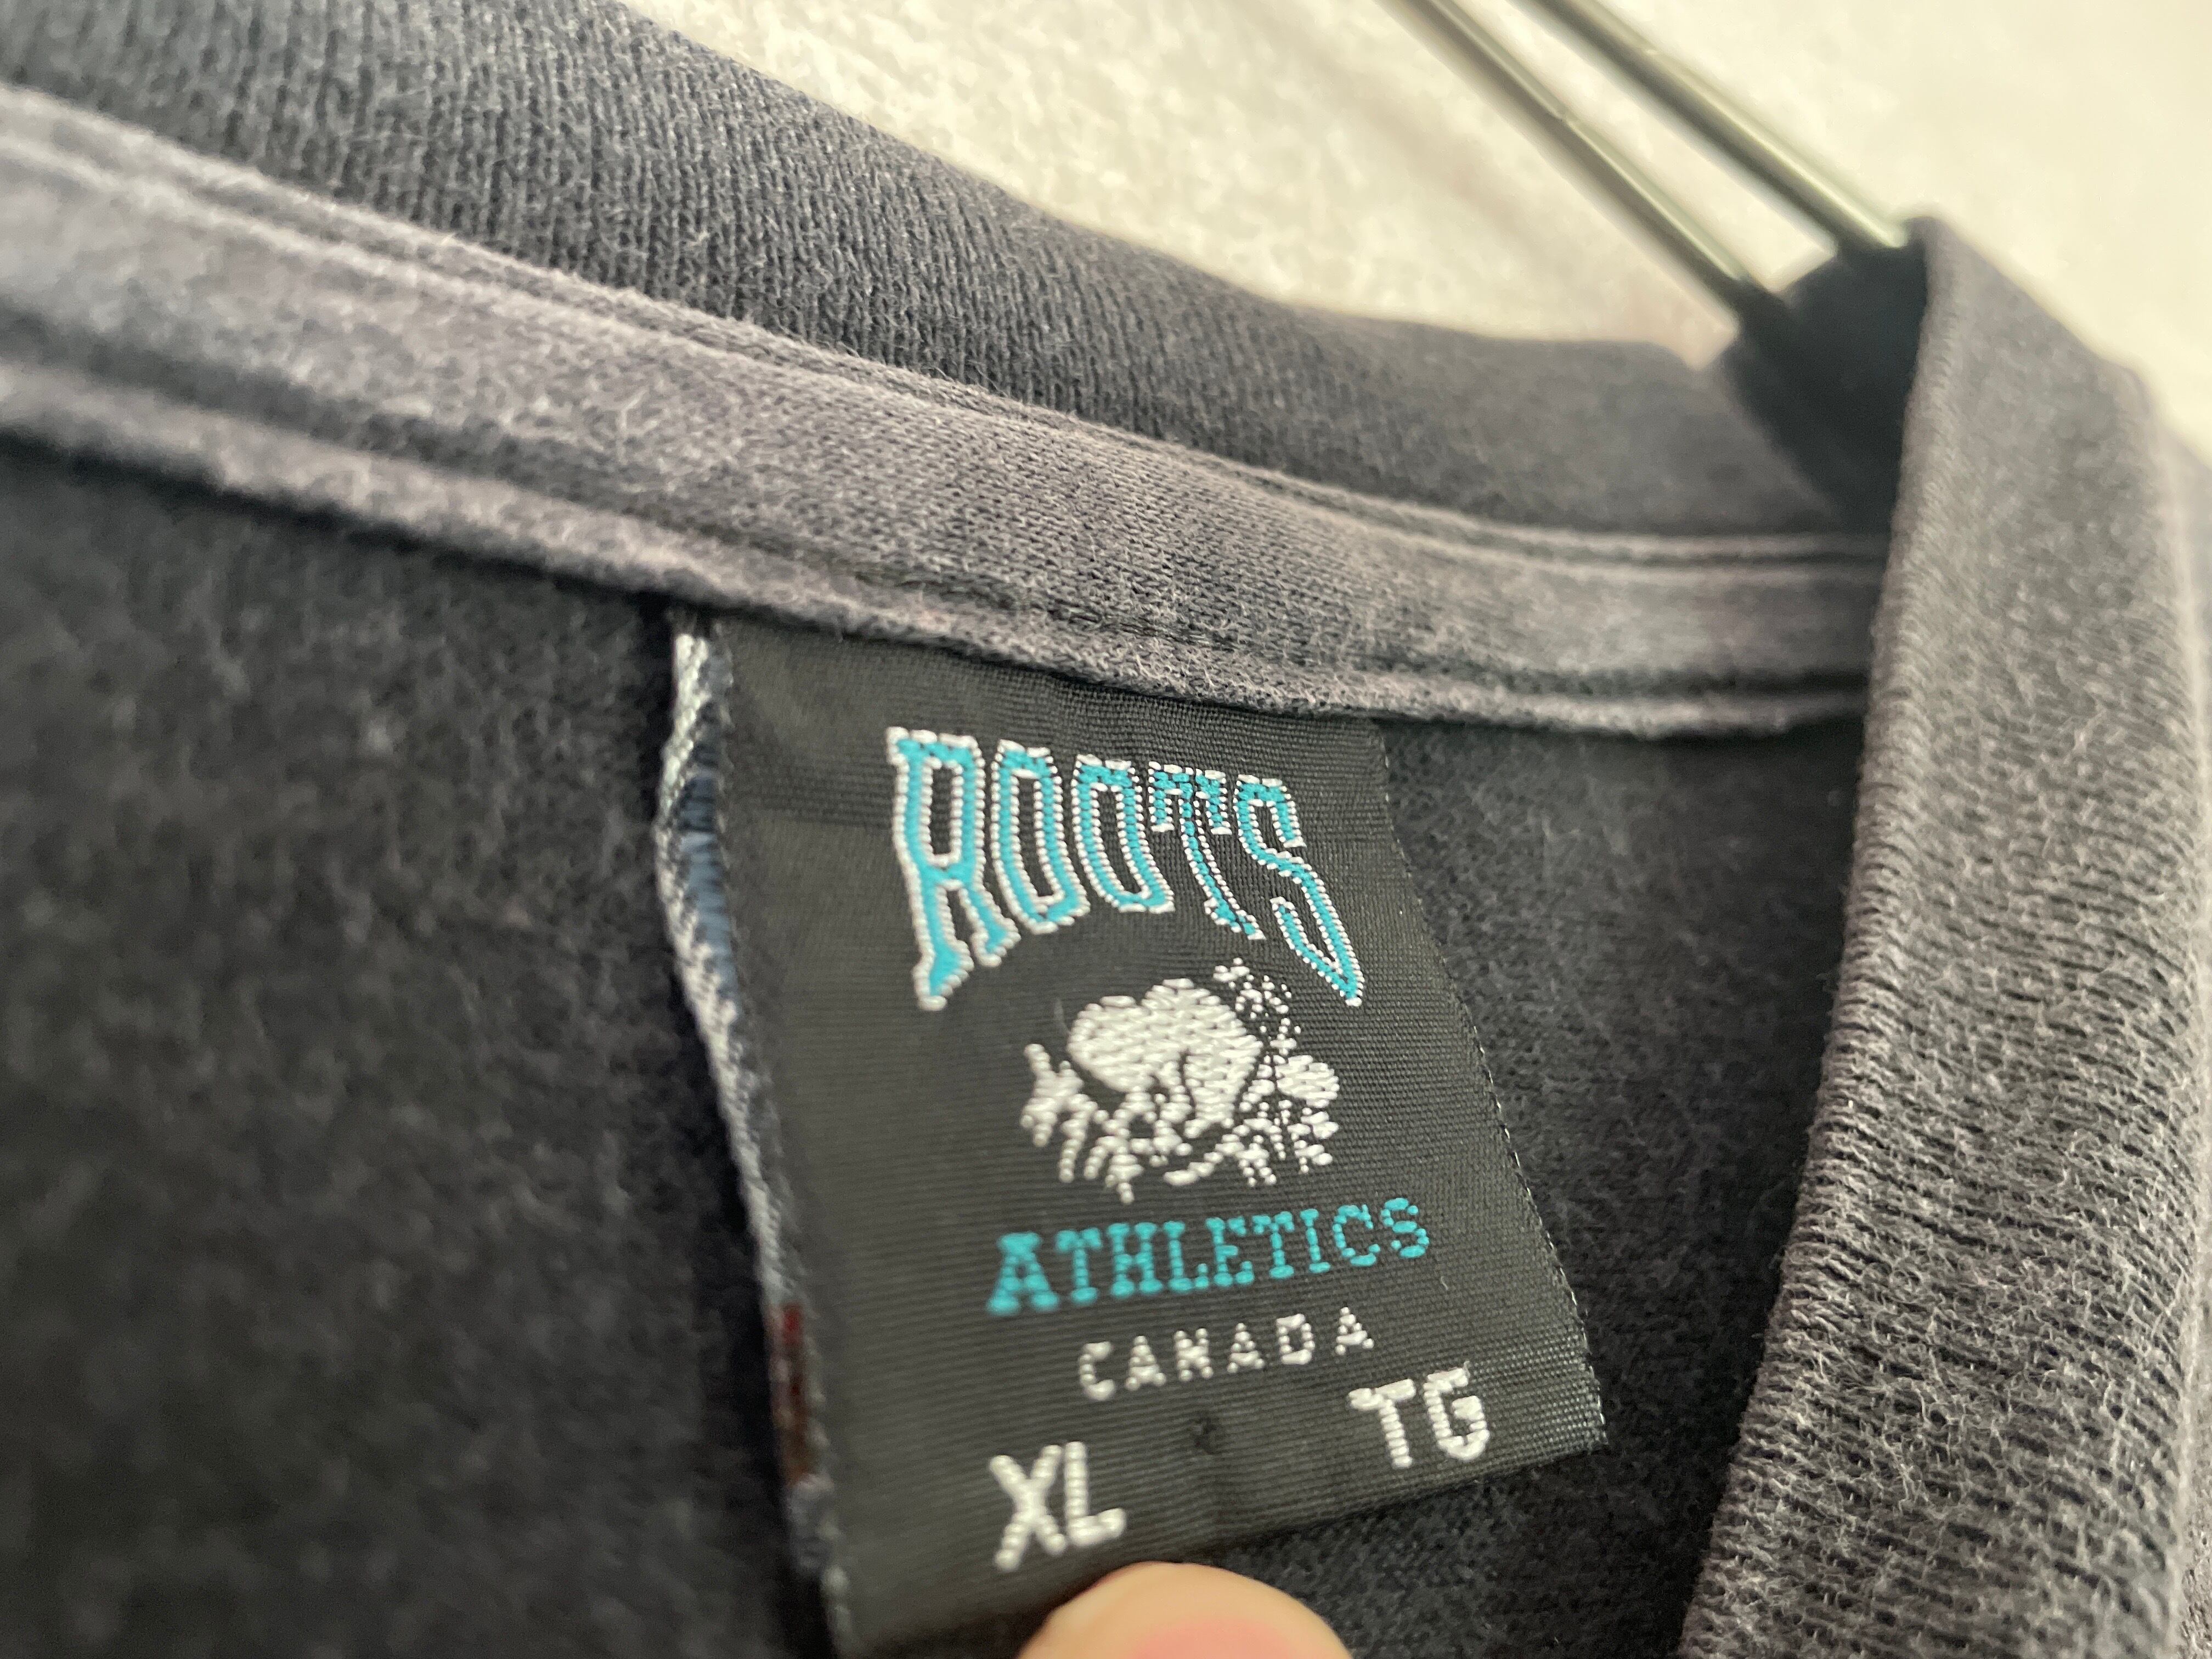 ROOTS
ATHLETICS
CANADA
XL TG